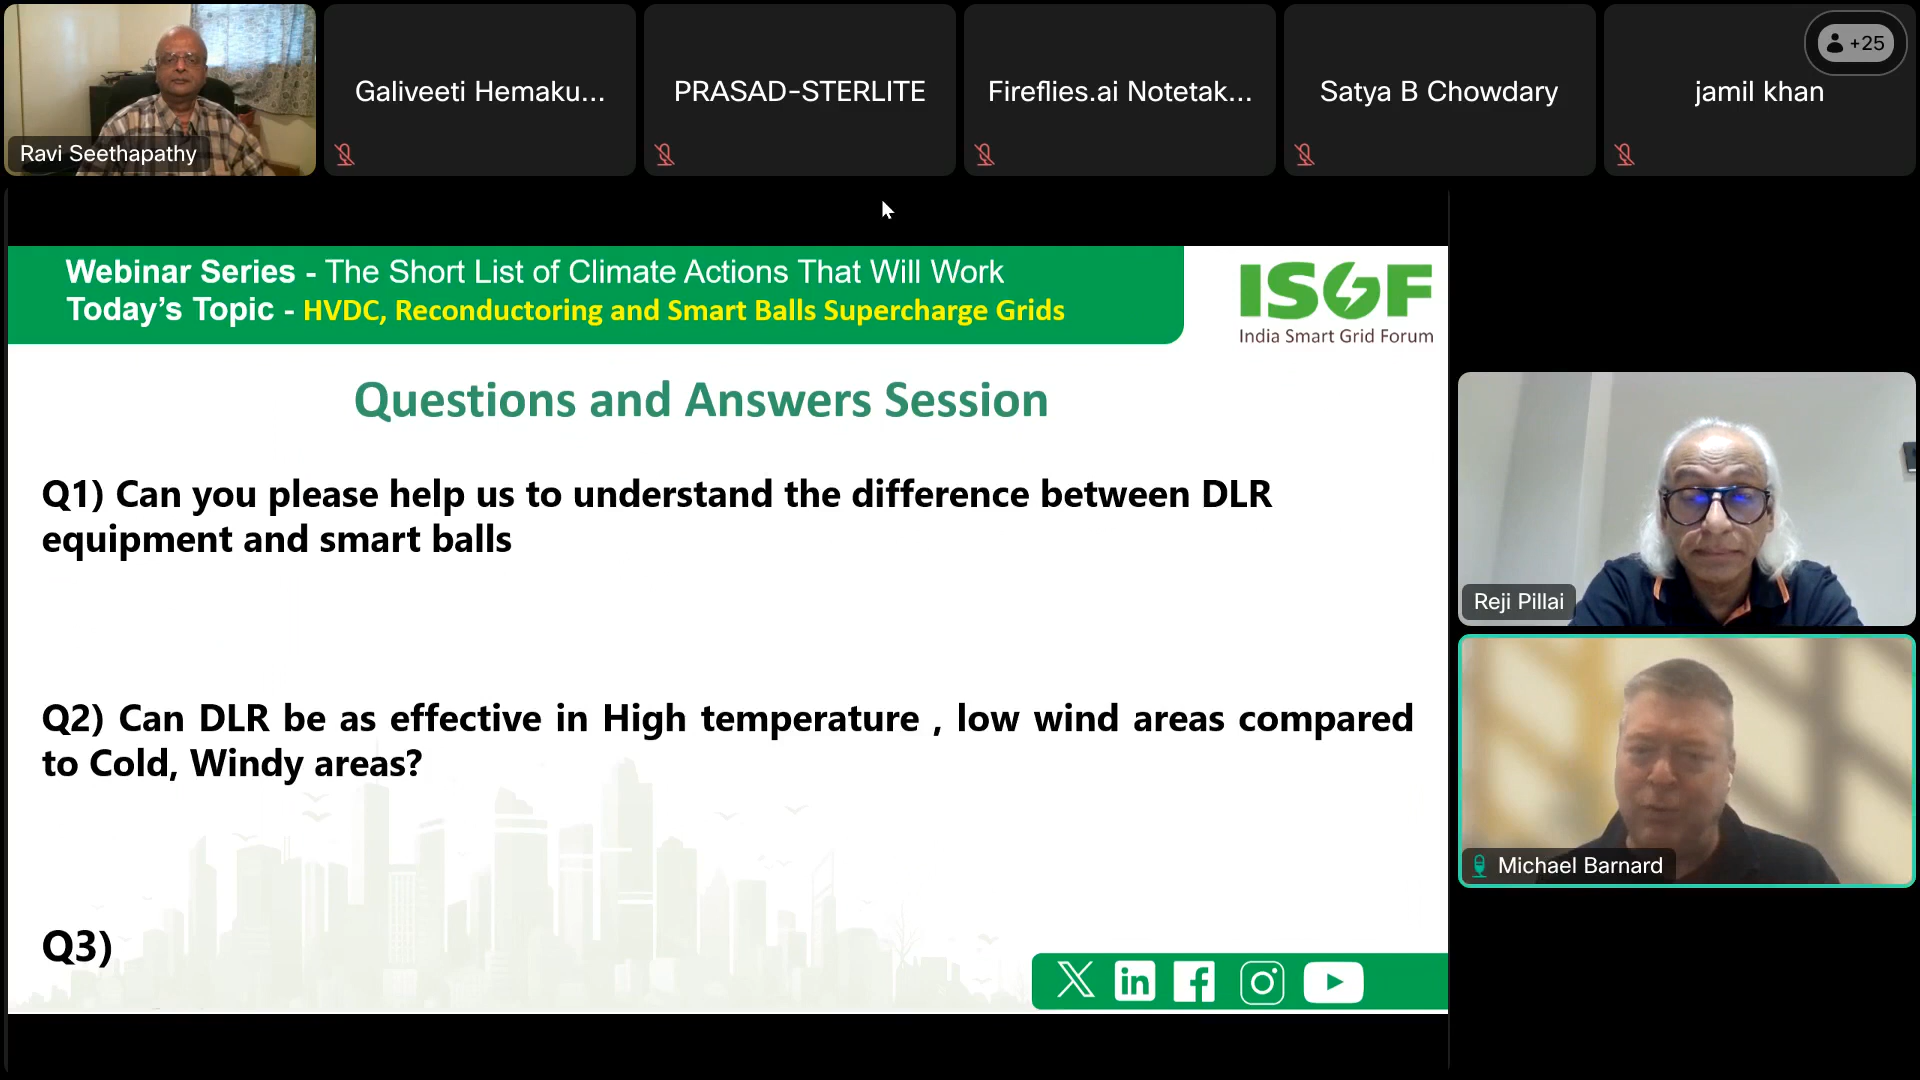 Ravi Seethapathy
Galiveeti Hemaku...
PRASAD-STERLITE
Fireflies.ai Notetak...
Satya B Chowdary
jamil khan
+25
Webinar Series - The Short List of Climate Actions That Will Work
Today's Topic - HVDC, Reconductoring and Smart Balls Supercharge Grids
ISGF
India Smart Grid Forum
Questions and Answers Session
Q1) Can you please help us to understand the difference between DLR
equipment and smart balls
Q2) Can DLR be as effective in High temperature , low wind areas compared
to Cold, Windy areas?
Q3)
Reji Pillai
Michael Barnard